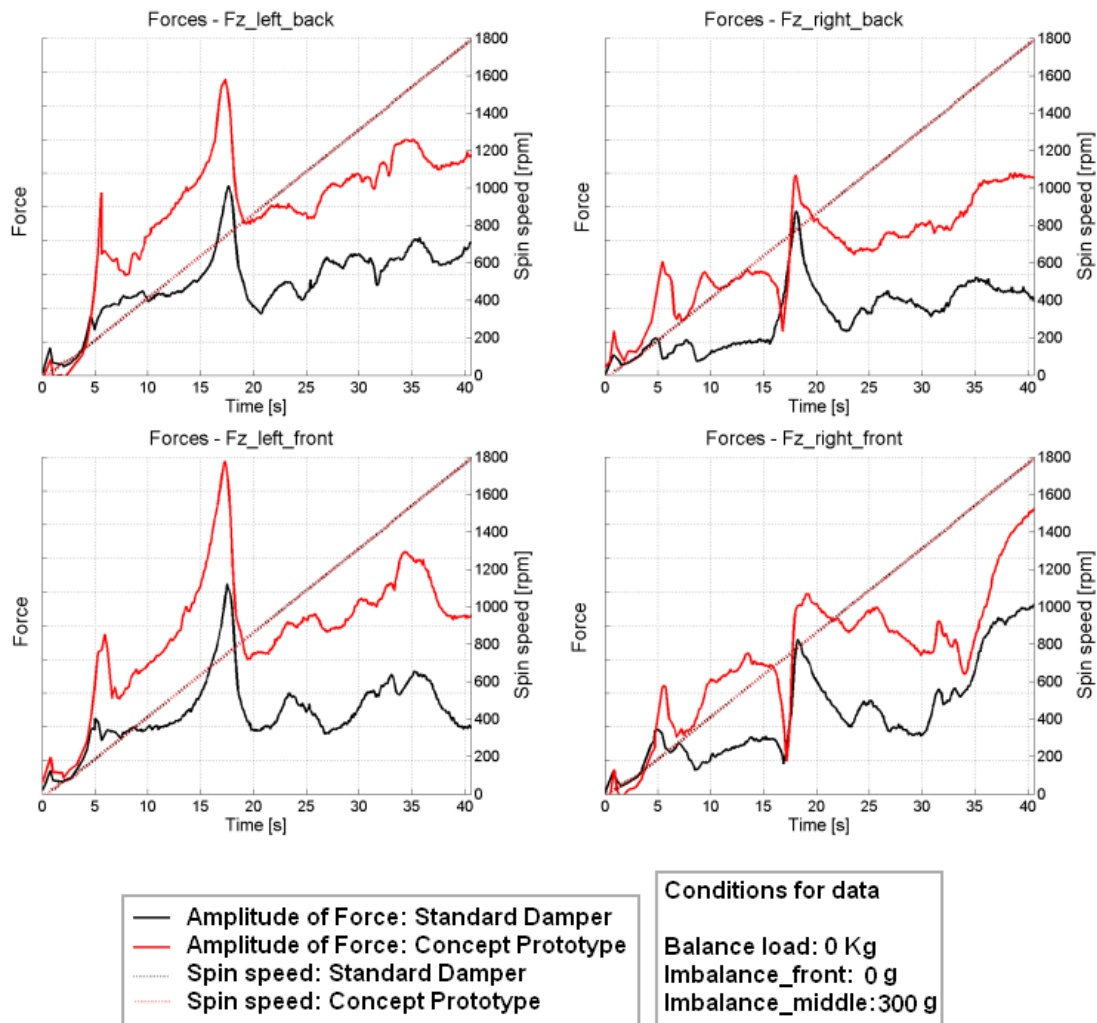 Forces - Fz_left_back
Force
Spin speed [rpm]
1800
1600
1400
1200
1000
800
600
400
200
0
0 5 10 15 20 25 30 35 40
Time [s]
Forces - Fz_right_back
Force
Spin speed [rpm]
1800
1600
1400
1200
1000
800
600
400
200
0
0 5 10 15 20 25 30 35 40
Time [s]
Forces - Fz_left_front
Force
Spin speed [rpm]
1800
1600
1400
1200
1000
800
600
400
200
0
0 5 10 15 20 25 30 35 40
Time [s]
Forces - Fz_right_front
Force
Spin speed [rpm]
1800
1600
1400
1200
1000
800
600
400
200
0
0 5 10 15 20 25 30 35 40
Time [s]
Amplitude of Force: Standard Damper
Amplitude of Force: Concept Prototype
Spin speed: Standard Damper
Spin speed: Concept Prototype
Conditions for data
Balance load: 0 Kg
Imbalance_front: 0 g
Imbalance_middle: 300 g